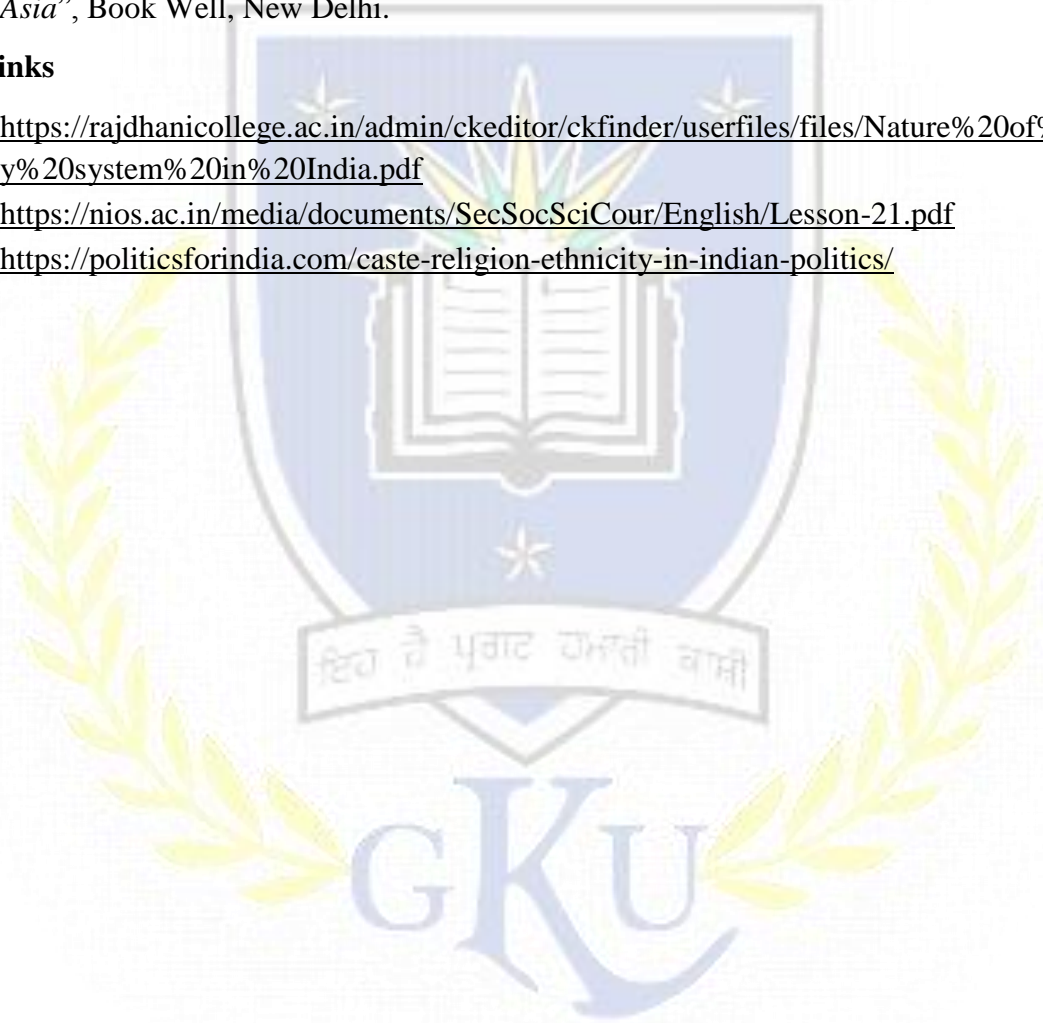 Asia”, Book Well, New Delhi.
inks
https://rajdhanicollege.ac.in/admin/ckeditor/ckfinder/userfiles/files/Nature%20of%
y%20system%20in%20India.pdf
https://nios.ac.in/media/documents/SecSocSciCour/English/Lesson-21.pdf
https://politicsforindia.com/caste-religion-ethnicity-in-indian-politics/
ਇਹ ਹੈ ਪ੍ਰਗਟ ਹਮਾਰੀ ਕਾਸੀ
GKU